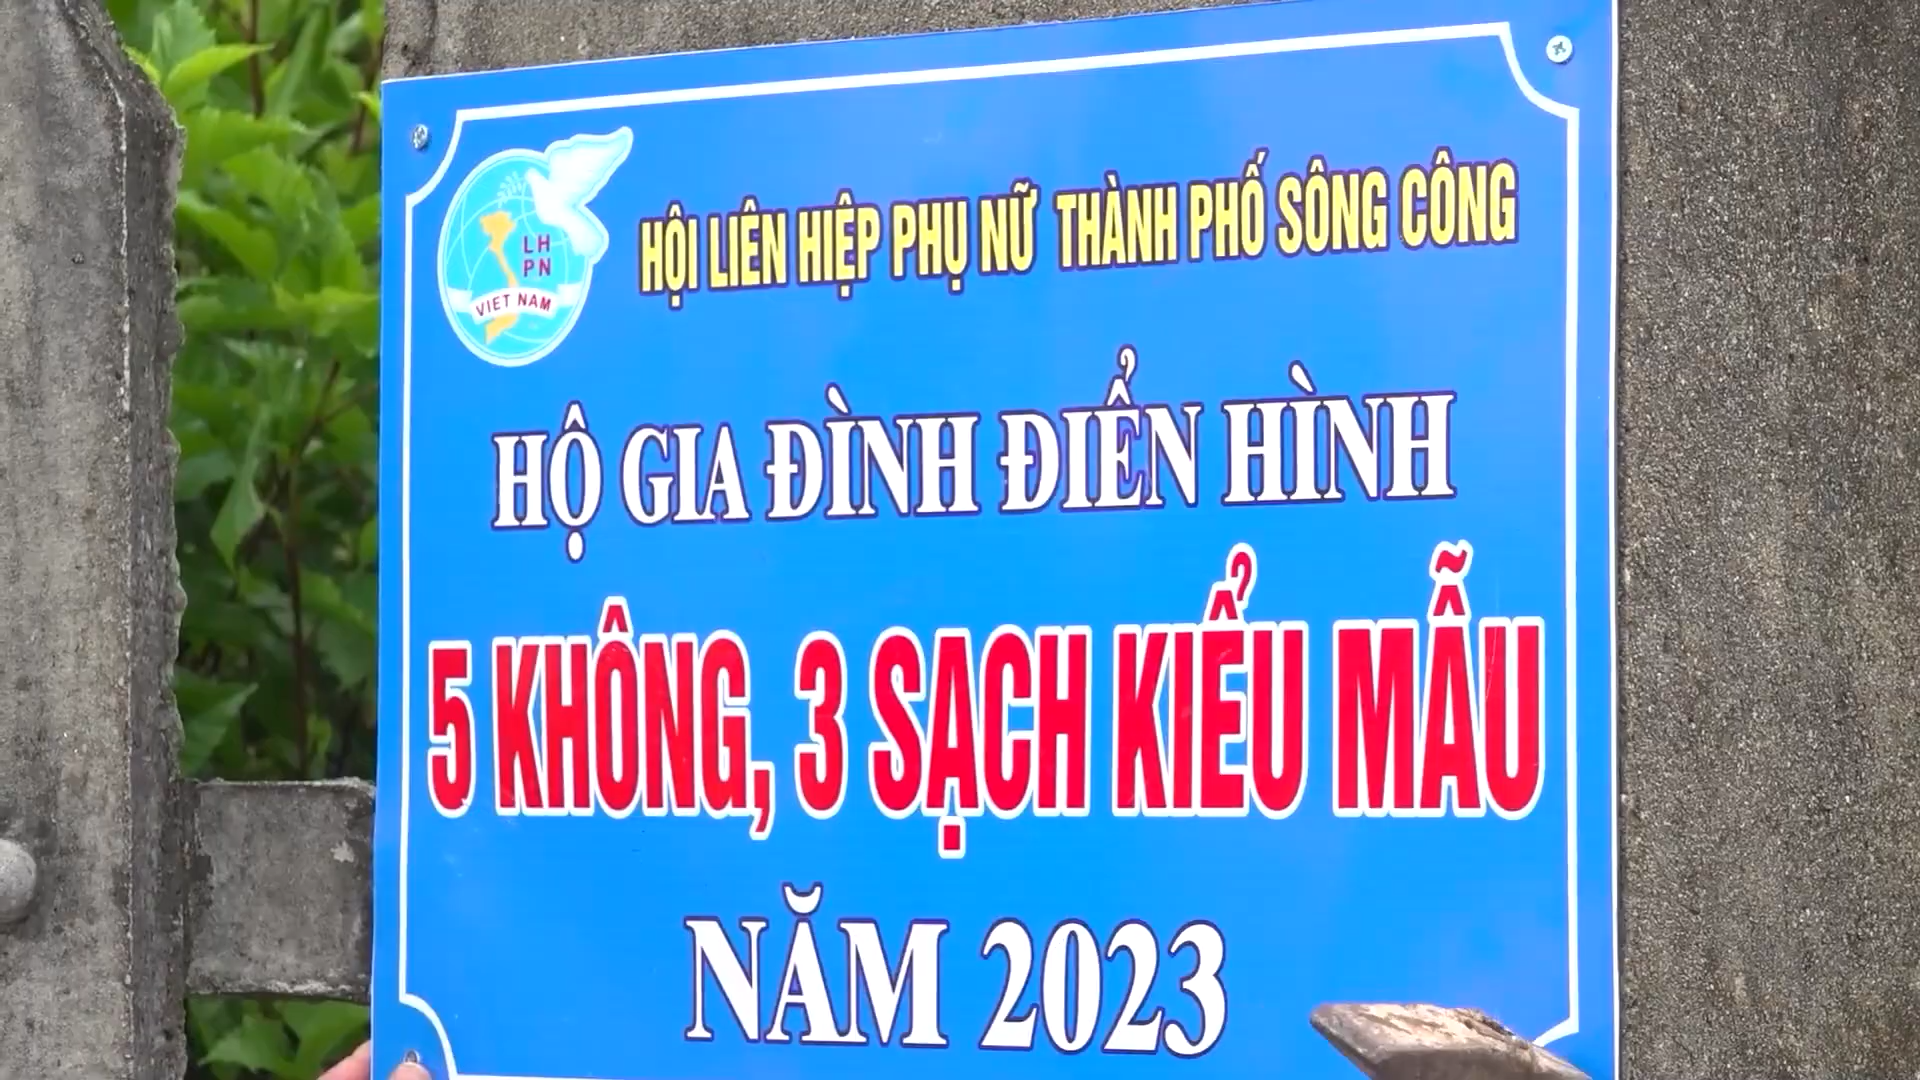 LH
PN
VIET NAM
HỘI LIÊN HIỆP PHỤ NỮ THÀNH PHỐ SÔNG CÔNG
HỘ GIA ĐÌNH ĐIỂN HÌNH
5 KHÔNG, 3 SẠCH KIỂU MẪU
NĂM 2023